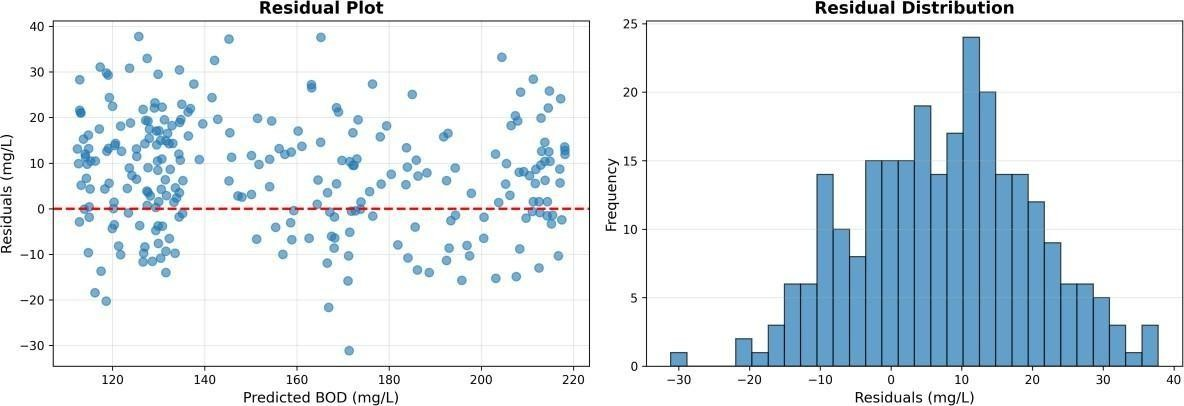 Residual Plot
40
30
20
10
0
−10
−20
−30
Residuals (mg/L)
120 140 160 180 200 220
Predicted BOD (mg/L)
Residual Distribution
25
20
15
10
5
0
Frequency
−30 −20 −10 0 10 20 30 40
Residuals (mg/L)